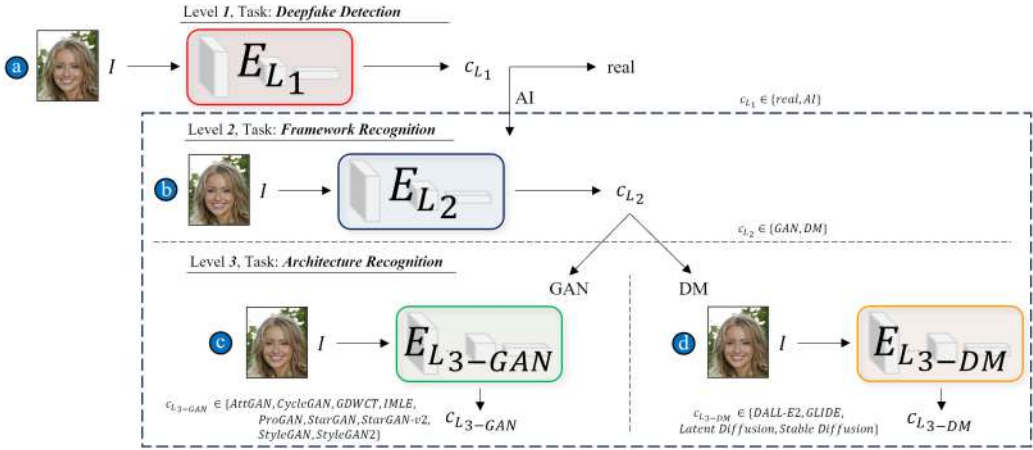 Level 1, Task: Deepfake Detection
a
I
E_{L_1}
c_{L_1}
real
AI
c_{L_1} ∈ {real, AI}
Level 2, Task: Framework Recognition
b
I
E_{L_2}
c_{L_2}
c_{L_2} ∈ {GAN, DM}
Level 3, Task: Architecture Recognition
GAN
DM
c
I
E_{L_{3-GAN}}
c_{L_{3-GAN}} ∈ {AttGAN, CycleGAN, GDWCT, IMLE,
ProGAN, StarGAN, StarGAN-v2,
StyleGAN, StyleGAN2}
c_{L_{3-GAN}}
d
I
E_{L_{3-DM}}
c_{L_{3-DM}} ∈ {DALL-E2, GLIDE,
Latent Diffusion, Stable Diffusion}
c_{L_{3-DM}}